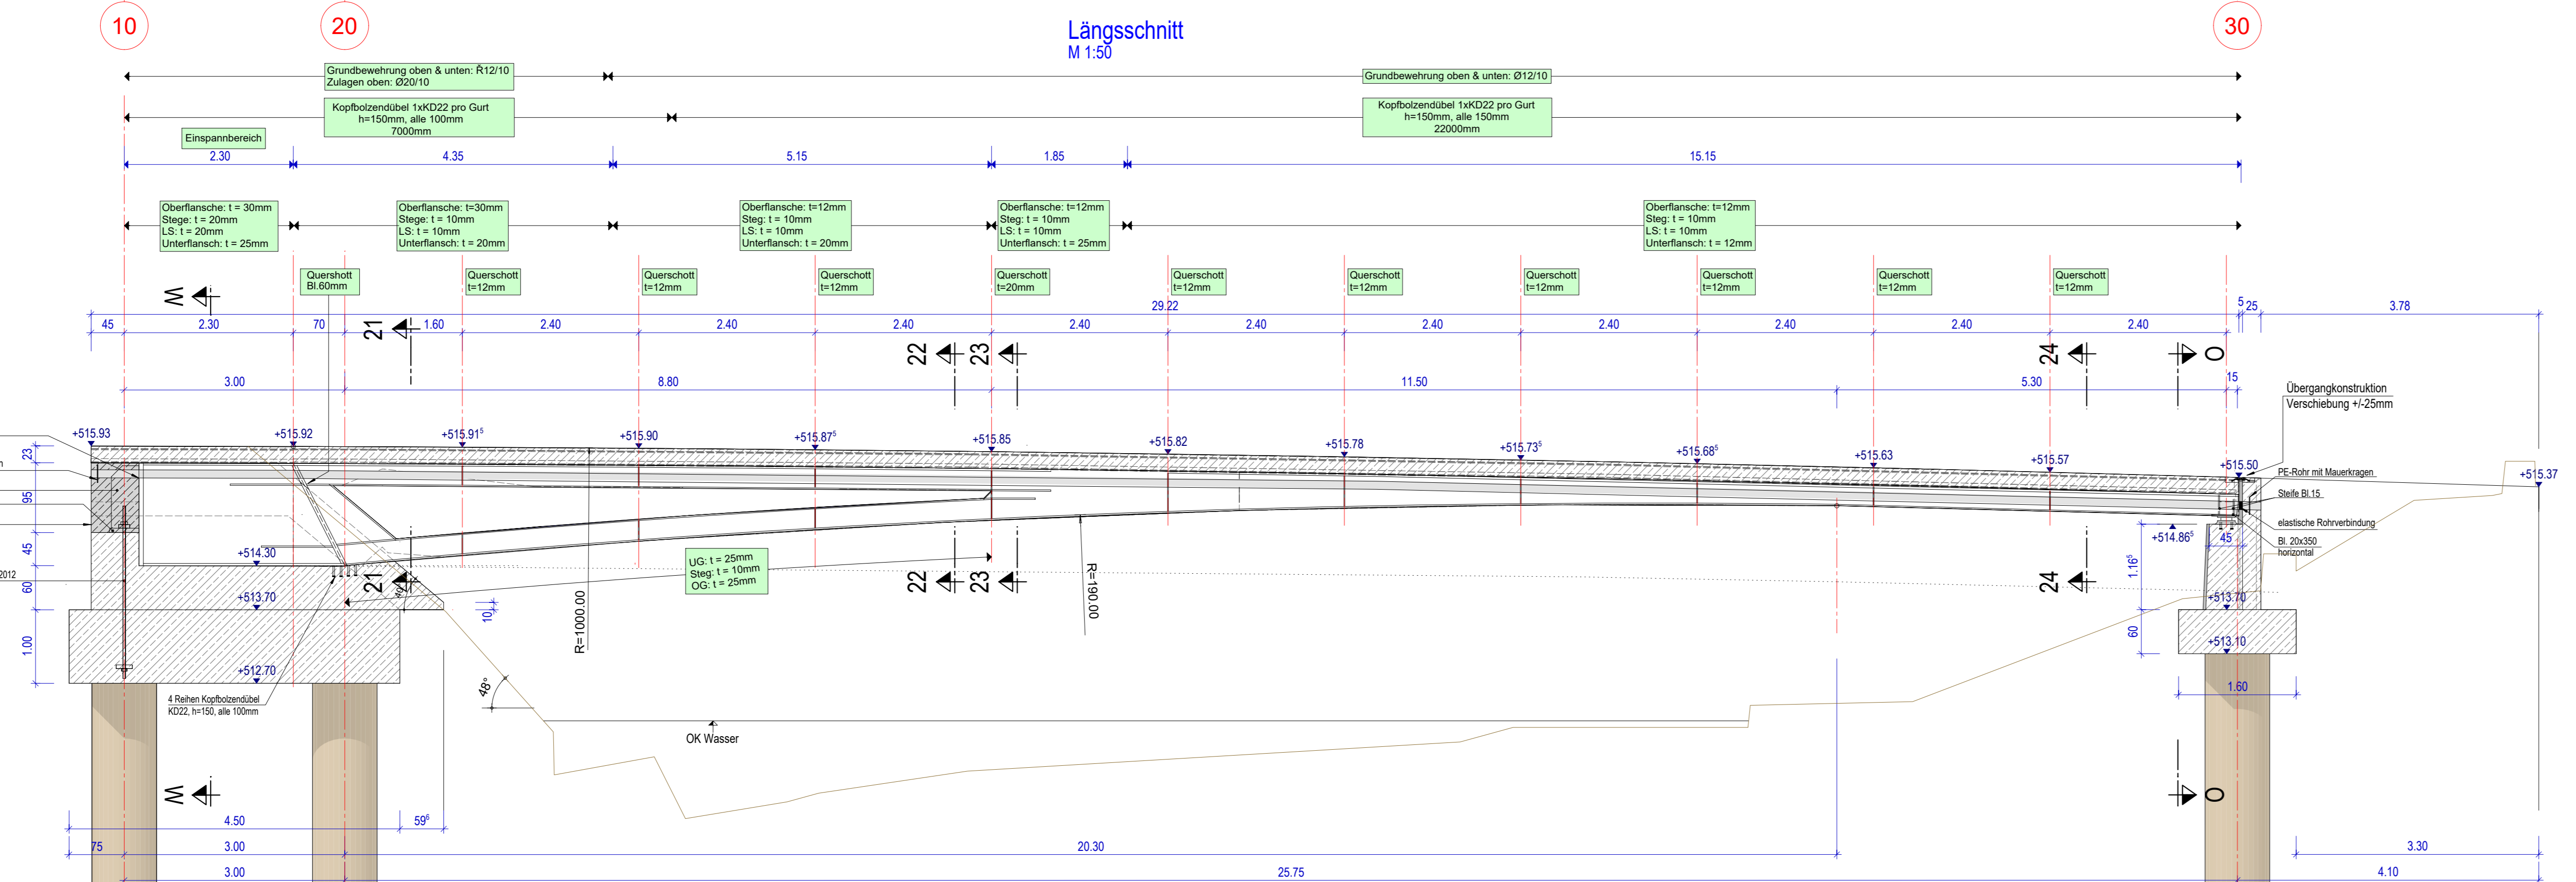 10
20
Längsschnitt
M 1:50
30
Grundbewehrung oben & unten: Ř12/10
Zulagen oben: Ø20/10
Grundbewehrung oben & unten: Ø12/10
Kopfbolzendübel 1xKD22 pro Gurt
h=150mm, alle 100mm
7000mm
Kopfbolzendübel 1xKD22 pro Gurt
h=150mm, alle 150mm
22000mm
Einspannbereich
2.30
4.35
5.15
1.85
15.15
Oberflansche: t = 30mm
Stege: t = 20mm
LS: t = 20mm
Unterflansch: t = 25mm
Oberflansche: t=30mm
Stege: t = 10mm
LS: t = 10mm
Unterflansch: t = 20mm
Oberflansche: t=12mm
Steg: t = 10mm
LS: t = 10mm
Unterflansch: t = 20mm
Oberflansche: t=12mm
Steg: t = 10mm
LS: t = 10mm
Unterflansch: t = 25mm
Oberflansche: t=12mm
Steg: t = 10mm
LS: t = 10mm
Unterflansch: t = 12mm
Quershott
Bl.60mm
Querschott
t=12mm
Querschott
t=12mm
Querschott
t=12mm
Querschott
t=20mm
Querschott
t=12mm
Querschott
t=12mm
Querschott
t=12mm
Querschott
t=12mm
Querschott
t=12mm
Querschott
t=12mm
W
29.22
5
25
3.78
45
2.30
70
21
1.60
2.40
2.40
2.40
2.40
2.40
2.40
2.40
2.40
2.40
2.40
22
23
24
O
3.00
8.80
11.50
5.30
15
Übergangkonstruktion
Verschiebung +/-25mm
+515.93
+515.92
+515.91⁵
+515.90
+515.87⁵
+515.85
+515.82
+515.78
+515.73⁵
+515.68⁵
+515.63
+515.57
+515.50
+515.37
23
95
45
60
1.00
n
2012
PE-Rohr mit Mauerkragen
Steife Bl.15
elastische Rohrverbindung
Bl. 20x350
horizontal
+514.30
+513.70
+512.70
21
40°
10
UG: t = 25mm
Steg: t = 10mm
OG: t = 25mm
22
23
24
R=1000.00
R=190.00
+514.86⁵
45
1.16⁵
60
+513.70
+513.10
1.60
4 Reihen Kopfbolzendübel
KD22, h=150, alle 100mm
48°
OK Wasser
W
O
4.50
59⁶
75
3.00
20.30
3.30
3.00
25.75
4.10